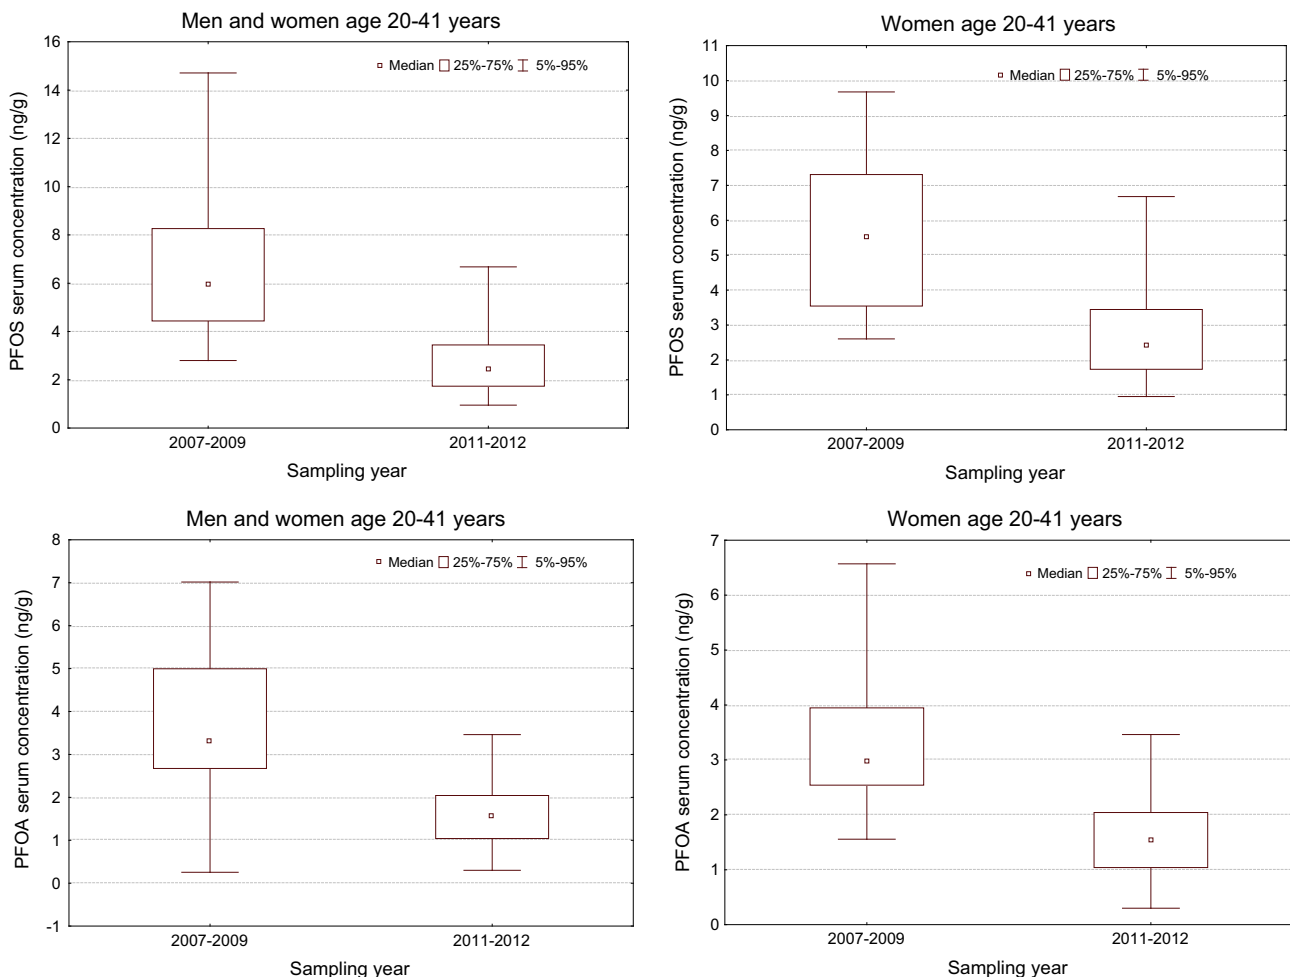 Men and women age 20-41 years
PFOS serum concentration (ng/g)
16
14
12
10
8
6
4
2
0
Median 25%-75% 5%-95%
2007-2009 2011-2012
Sampling year
Women age 20-41 years
PFOS serum concentration (ng/g)
11
10
9
8
7
6
5
4
3
2
1
0
Median 25%-75% 5%-95%
2007-2009 2011-2012
Sampling year
Men and women age 20-41 years
PFOA serum concentration (ng/g)
8
7
6
5
4
3
2
1
0
-1
Median 25%-75% 5%-95%
2007-2009 2011-2012
Sampling year
Women age 20-41 years
PFOA serum concentration (ng/g)
7
6
5
4
3
2
1
0
Median 25%-75% 5%-95%
2007-2009 2011-2012
Sampling year